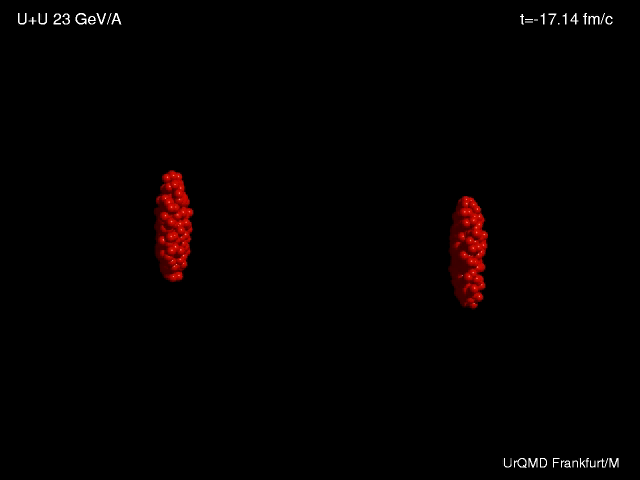 U+U 23 GeV/A
t=-17.14 fm/c
UrQMD Frankfurt/M